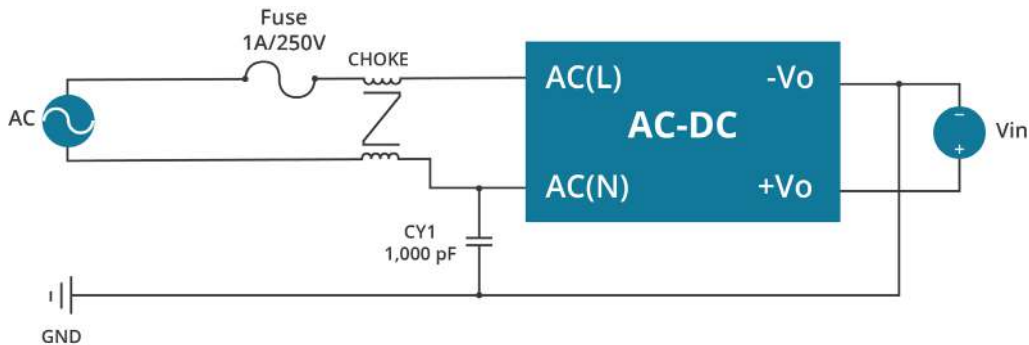 Fuse
1A/250V
CHOKE
AC
AC(L)
-Vo
AC-DC
Vin
AC(N)
+Vo
CY1
1,000 pF
GND